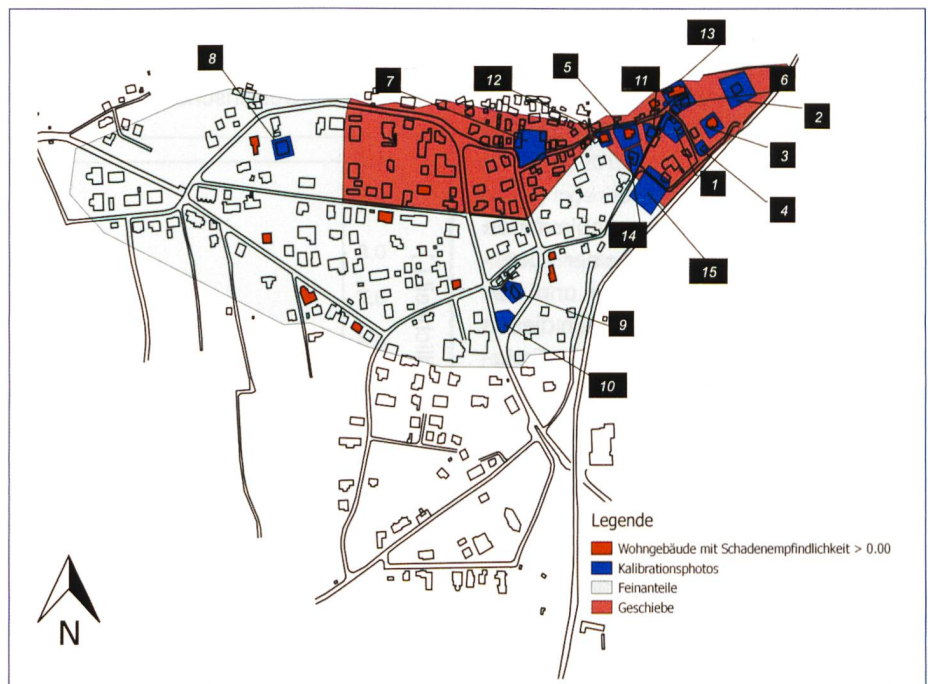 13
8
7
12
5
11
6
2
3
1
4
14
15
9
10
Legende
Wohngebäude mit Schadenempfindlichkeit > 0.00
Kalibrationsphotos
Feinanteile
Geschiebe
N